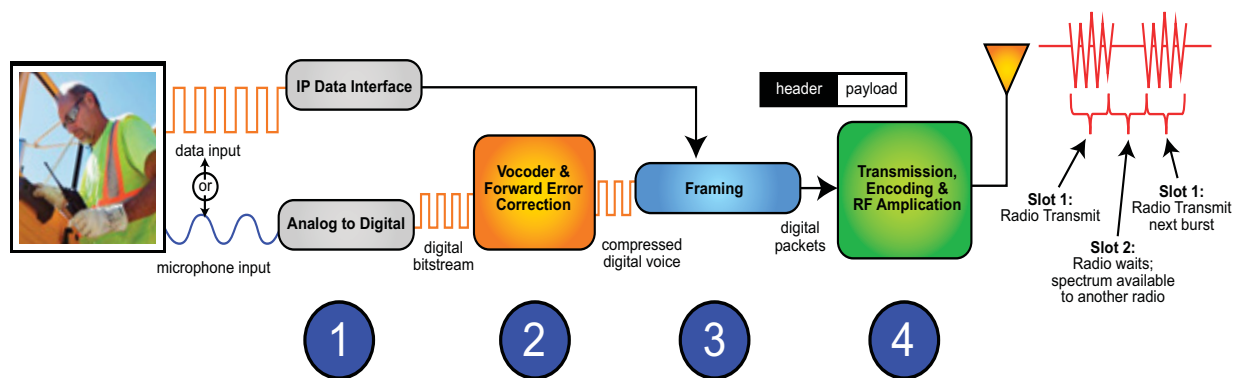 IP Data Interface
data input
or
microphone input
Analog to Digital
digital
bitstream
Vocoder &
Forward Error
Correction
compressed
digital voice
Framing
digital
packets
header
payload
Transmission,
Encoding &
RF Amplication
Slot 1:
Radio Transmit
Slot 2:
Radio waits;
spectrum available
to another radio
Slot 1:
Radio Transmit
next burst
1
2
3
4